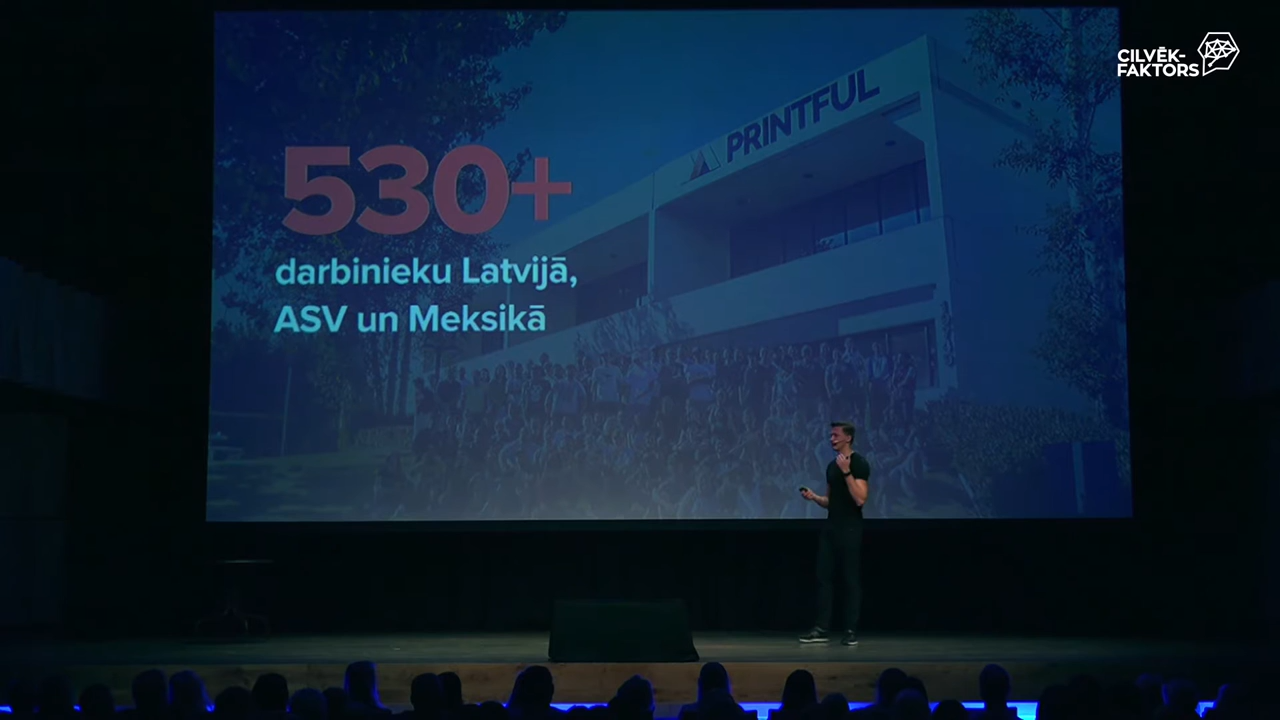 CILVĒK-
FAKTORS
PRINTFUL
530+
darbinieku Latvijā,
ASV un Meksikā